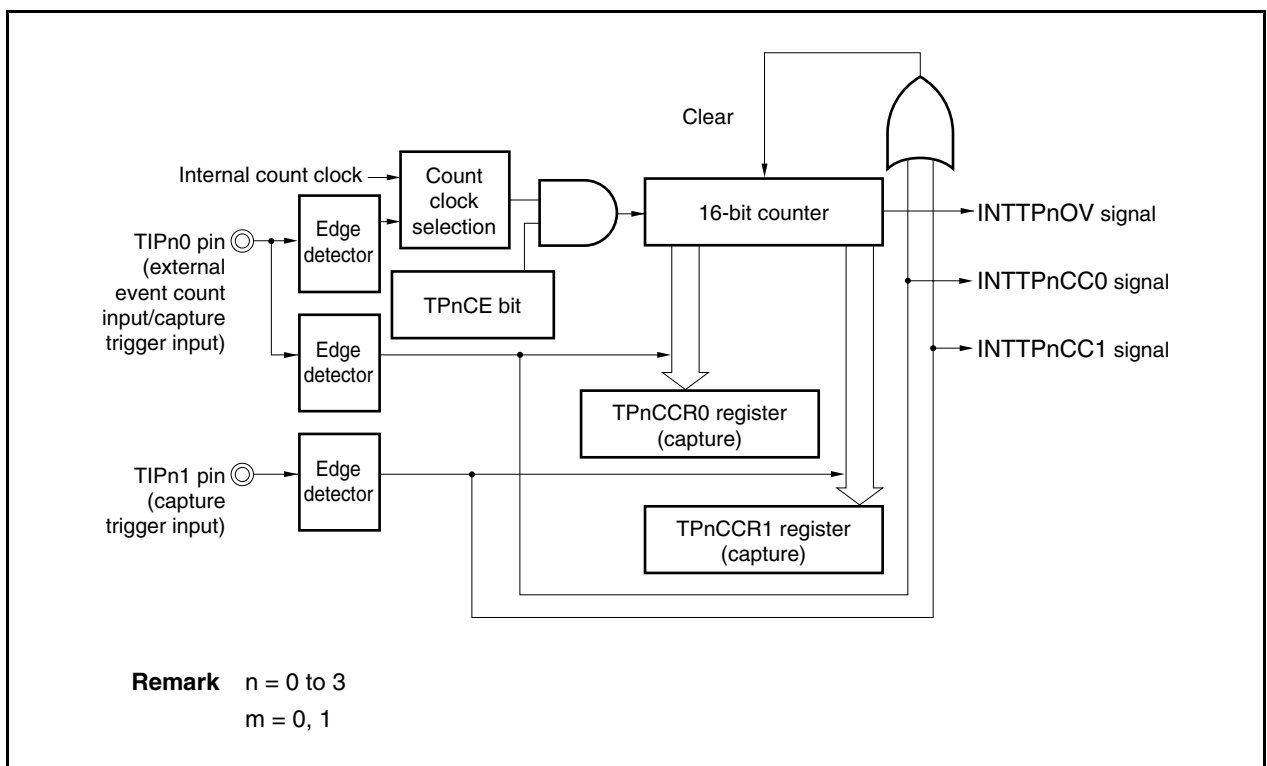 Clear
Internal count clock
Count
clock
selection
16-bit counter
INTTPnOV signal
Edge
detector
TIPn0 pin
(external
event count
input/capture
trigger input)
TPnCE bit
INTTPnCC0 signal
Edge
detector
INTTPnCC1 signal
TPnCCR0 register
(capture)
Edge
detector
TIPn1 pin
(capture
trigger input)
TPnCCR1 register
(capture)
Remark n = 0 to 3
m = 0, 1